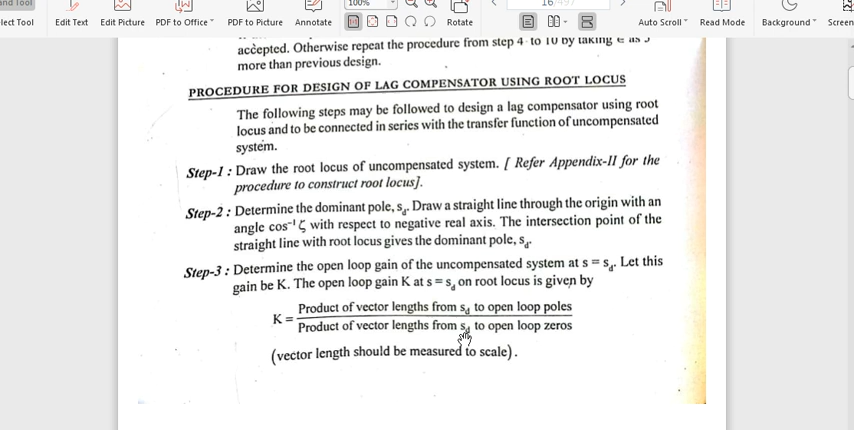 and Tool
100%
16
lect Tool
Edit Text
Edit Picture
PDF to Office
PDF to Picture
Annotate
Rotate
Auto Scroll
Read Mode
Background
Screen
accepted. Otherwise repeat the procedure from step 4 to 10 by taking ∈ as 5
more than previous design.
PROCEDURE FOR DESIGN OF LAG COMPENSATOR USING ROOT LOCUS
The following steps may be followed to design a lag compensator using root
locus and to be connected in series with the transfer function of uncompensated
system.
Step-1 : Draw the root locus of uncompensated system. [ Refer Appendix-II for the
procedure to construct root locus].
Step-2 : Determine the dominant pole, s_d. Draw a straight line through the origin with an
angle cos⁻¹ ζ with respect to negative real axis. The intersection point of the
straight line with root locus gives the dominant pole, s_d.
Step-3 : Determine the open loop gain of the uncompensated system at s = s_d. Let this
gain be K. The open loop gain K at s = s_d on root locus is given by
K = Product of vector lengths from s_d to open loop poles
Product of vector lengths from s_d to open loop zeros
(vector length should be measured to scale).